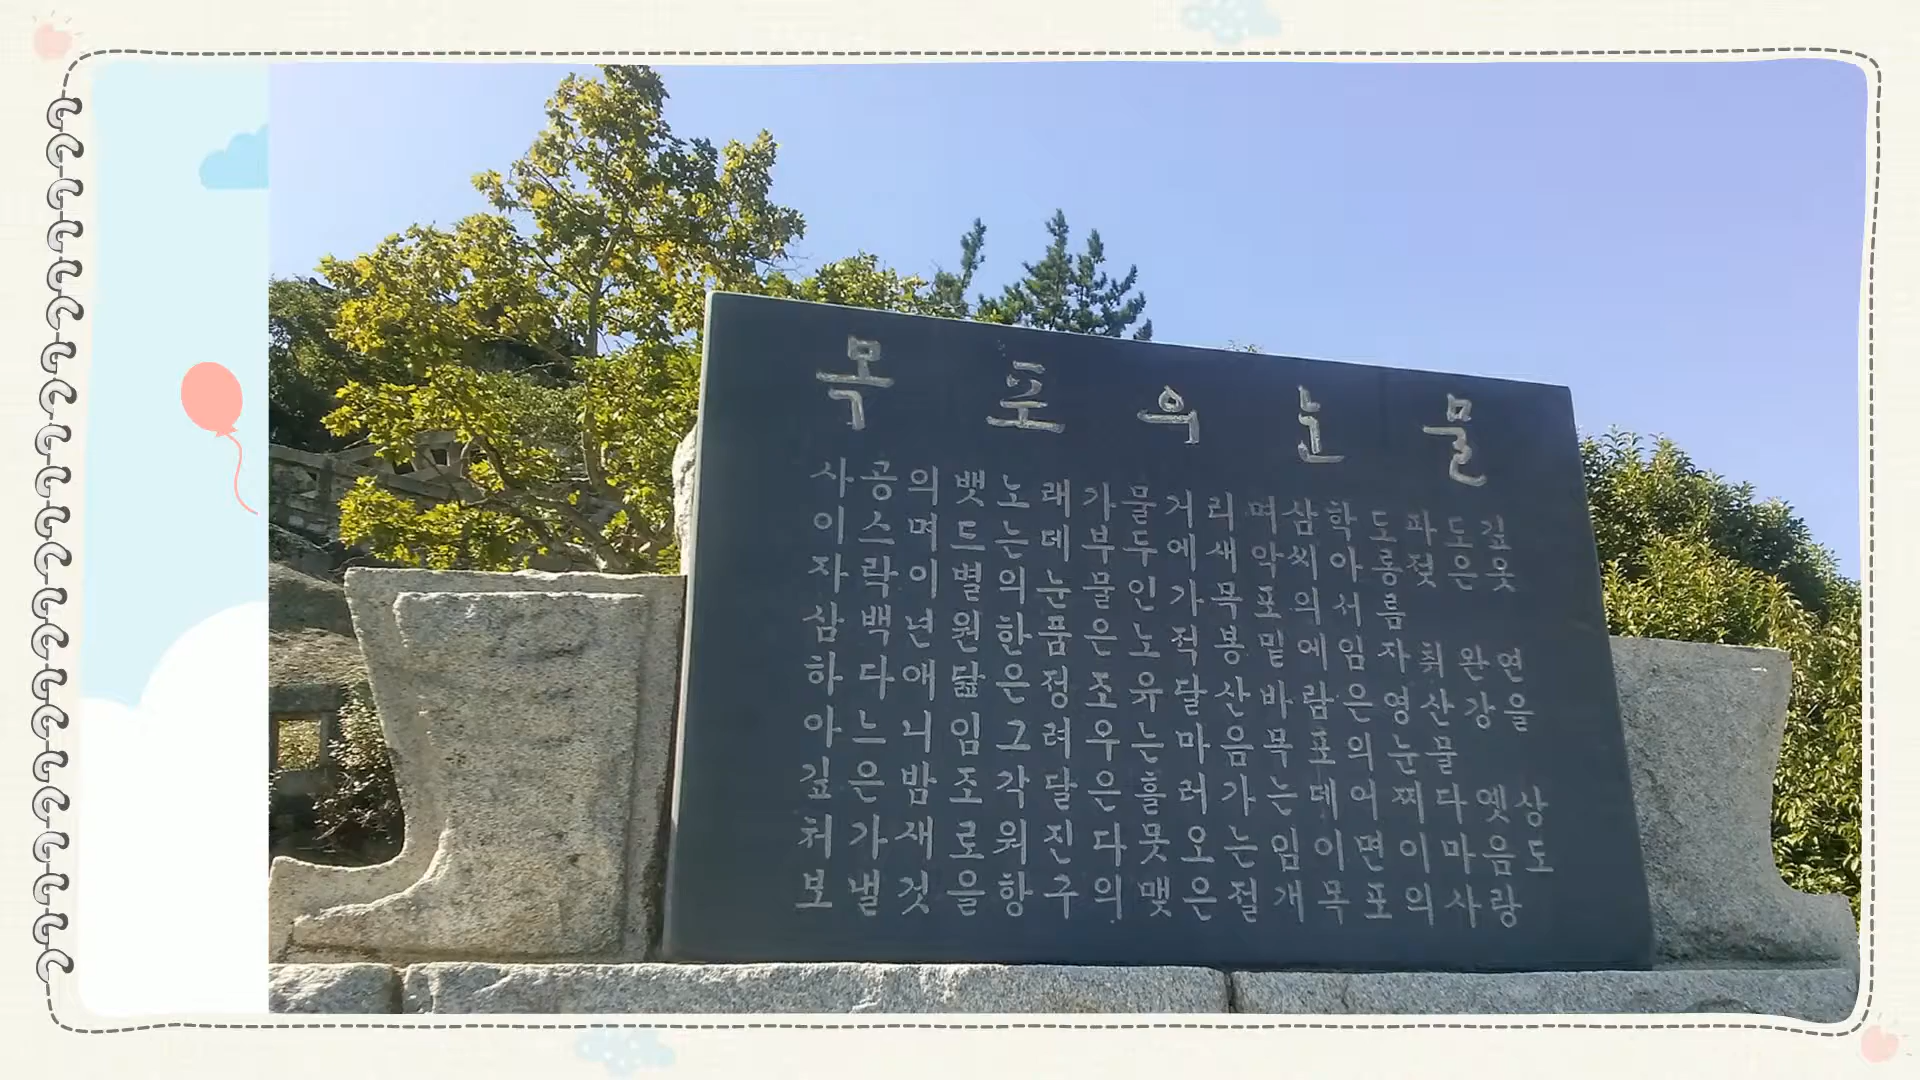 목포의 눈물
사공의 뱃노래 가물거리며 삼학도 파도 깊
이 스며드는데 부두에 새악씨 아롱젖은 옷
자락 이별의 눈물인가 목포의 서름
삼백년 원한 품은 노적봉 밑에 임 자취 완연
하다 애닯은 정조 유달산 바람은 영산강을
아느니 임 그려 우는 마음 목포의 눈물
깊은 밤 조각달은 흘러가는데 어찌다 옛 상
처가 새로워진다 못 오는 임이면 이 마음도
보낼 것을 항구의 맺은 절개 목포의 사랑